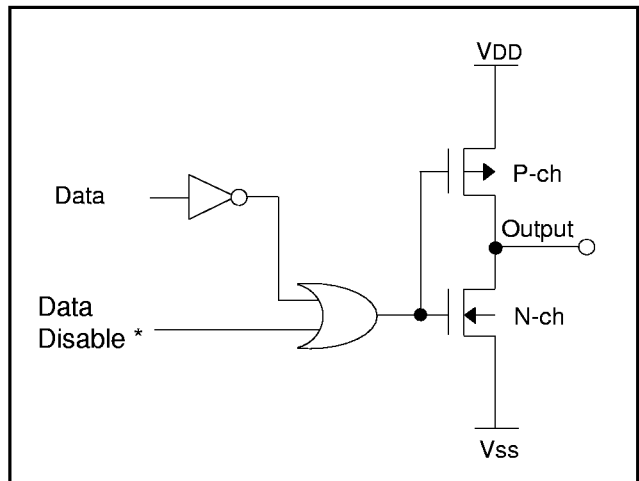 VDD
P-ch
Data
Output
Data
Disable *
N-ch
Vss